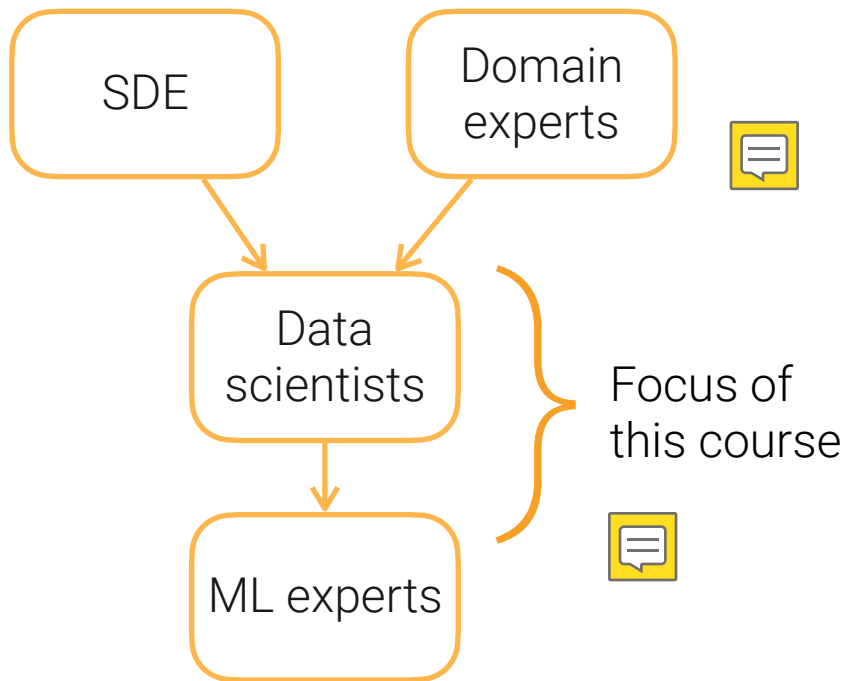 SDE
Domain
experts
Data
scientists
Focus of
this course
ML experts